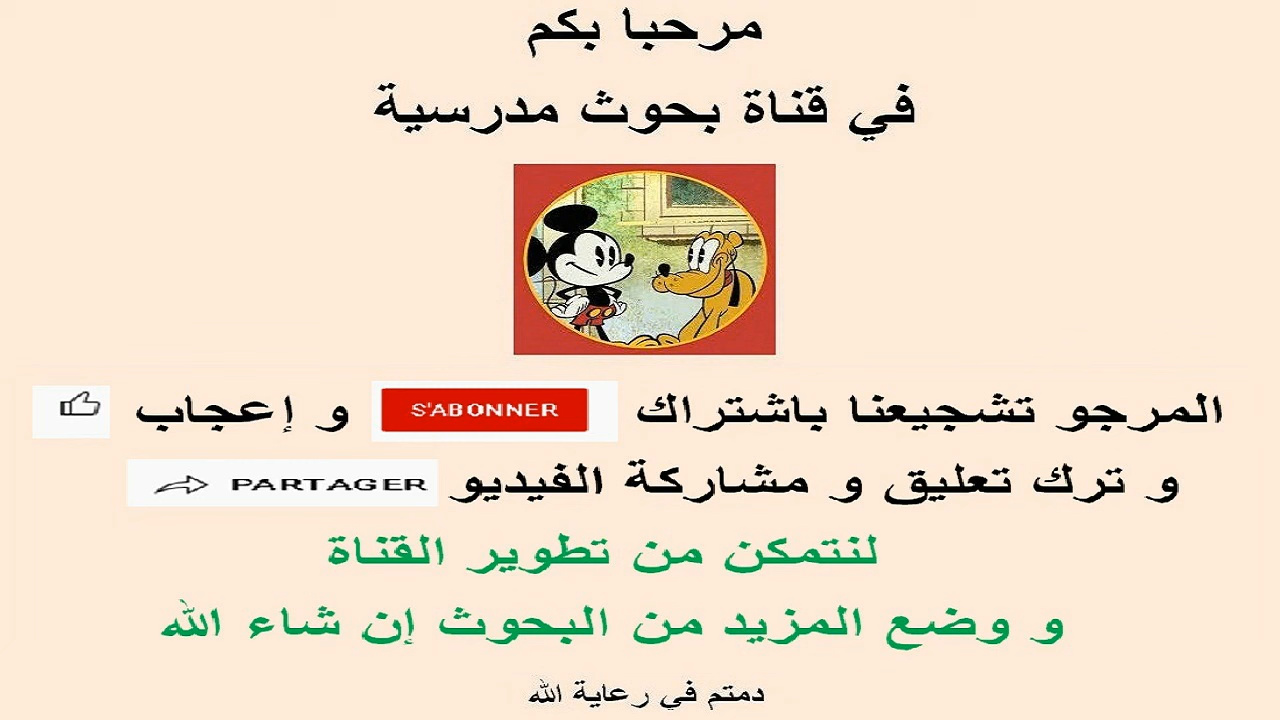 مرحبا بكم
في قناة بحوث مدرسية
المرجو تشجيعنا باشتراك S'ABONNER و إعجاب
و ترك تعليق و مشاركة الفيديو PARTAGER
لنتمكن من تطوير القناة
و وضع المزيد من البحوث إن شاء الله
دمتم في رعاية الله